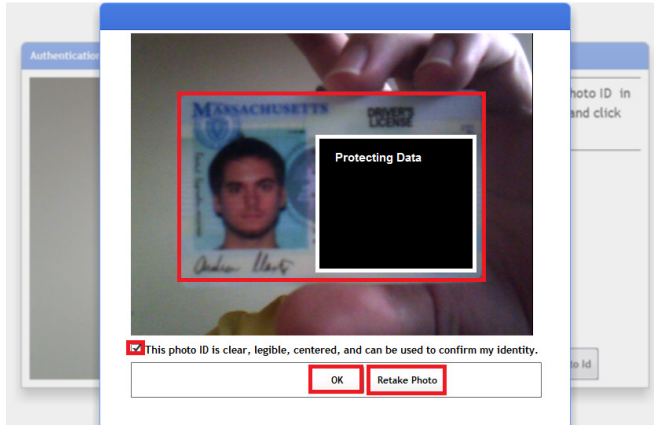 Authentication
hoto ID in
and click
MASSACHUSETTS
DRIVER'S
LICENSE
Protecting Data
This photo ID is clear, legible, centered, and can be used to confirm my identity.
OK
Retake Photo
to Id